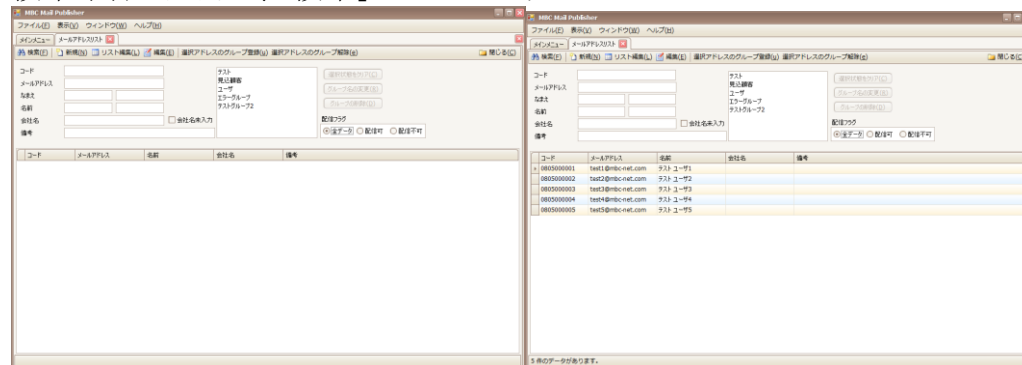 MBC Mail Publisher
ファイル(F) 表示(V) ウィンドウ(W) ヘルプ(H)
メインメニュー メールアドレスリスト
検索(F) 新規(N) リスト編集(L) 編集(E) 選択アドレスのグループ登録(u) 選択アドレスのグループ解除(e) 閉じる(C)
コード
メールアドレス
なまえ
名前
会社名 会社名未入力
備考
テスト
見込顧客
ユーザ
エラーグループ
テストグループ2
選択状態をクリア(C)
グループ名の変更(R)
グループの削除(D)
配信フラグ
全データ 配信可 配信不可
コード メールアドレス 名前 会社名 備考
MBC Mail Publisher
ファイル(F) 表示(V) ウィンドウ(W) ヘルプ(H)
メインメニュー メールアドレスリスト
検索(F) 新規(N) リスト編集(L) 編集(E) 選択アドレスのグループ登録(u) 選択アドレスのグループ解除(e) 閉じる(C)
コード
メールアドレス
なまえ
名前
会社名 会社名未入力
備考
テスト
見込顧客
ユーザ
エラーグループ
テストグループ2
選択状態をクリア(C)
グループ名の変更(R)
グループの削除(D)
配信フラグ
全データ 配信可 配信不可
コード メールアドレス 名前 会社名 備考
0805000001 test1@mbc-net.com テスト ユーザ1
0805000002 test2@mbc-net.com テスト ユーザ2
0805000003 test3@mbc-net.com テスト ユーザ3
0805000004 test4@mbc-net.com テスト ユーザ4
0805000005 test5@mbc-net.com テスト ユーザ5
5 件のデータがあります。